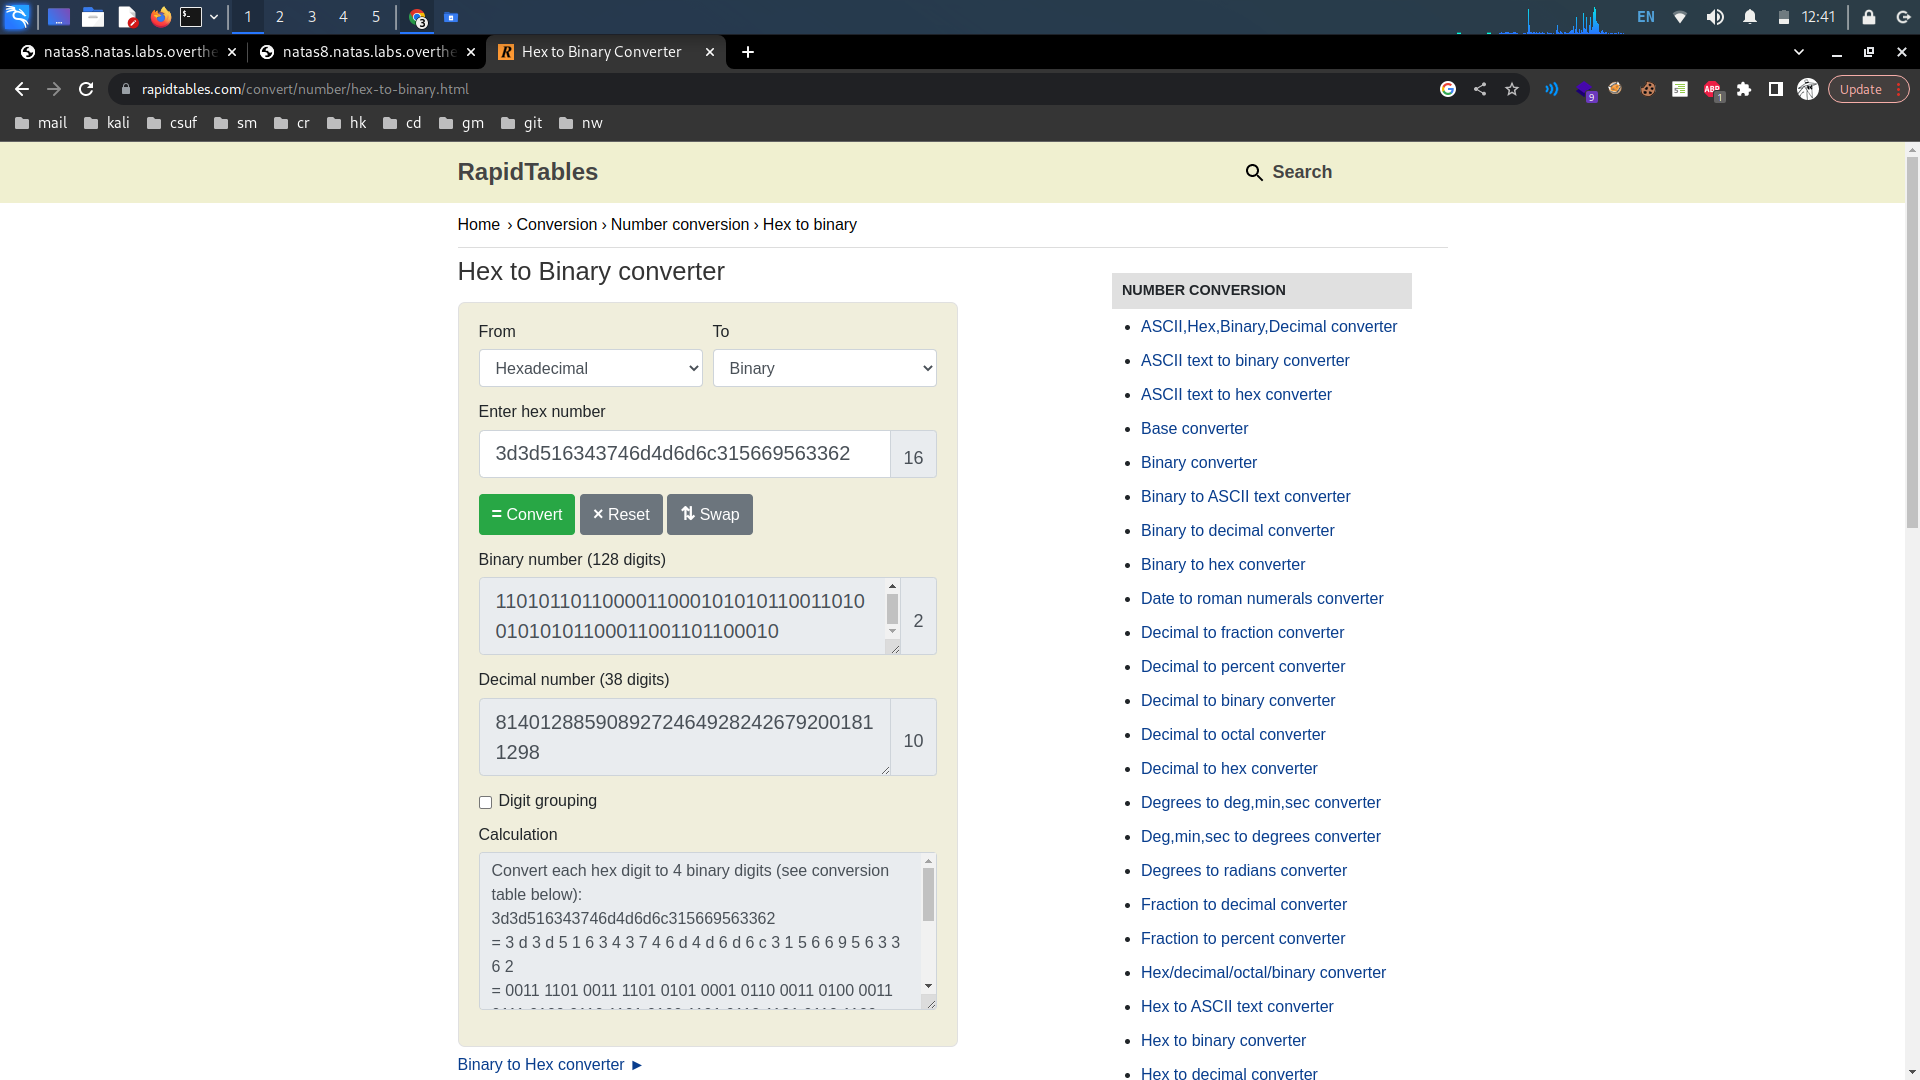 1 2 3 4 5 3 EN 12:41
natas8.natas.labs.overthe natas8.natas.labs.overthe Hex to Binary Converter
rapidtables.com/convert/number/hex-to-binary.html 9 ABP 1 Update
mail kali csuf sm cr hk cd gm git nw
RapidTables Search
Home › Conversion › Number conversion › Hex to binary
Hex to Binary converter
From To
Hexadecimal Binary
Enter hex number
3d3d516343746d4d6d6c315669563362 16
= Convert × Reset ⇅ Swap
Binary number (128 digits)
1101011011000011000101010110011010
0101010110001100110110​0010 2
Decimal number (38 digits)
8140128859089272464928242679200181
1298 10
Digit grouping
Calculation
Convert each hex digit to 4 binary digits (see conversion
table below):
3d3d516343746d4d6d6c315669563362
= 3 d 3 d 5 1 6 3 4 3 7 4 6 d 4 d 6 d 6 c 3 1 5 6 6 9 5 6 3 3
6 2
= 0011 1101 0011 1101 0101 0001 0110 0011 0100 0011
Binary to Hex converter ►
NUMBER CONVERSION
ASCII,Hex,Binary,Decimal converter
ASCII text to binary converter
ASCII text to hex converter
Base converter
Binary converter
Binary to ASCII text converter
Binary to decimal converter
Binary to hex converter
Date to roman numerals converter
Decimal to fraction converter
Decimal to percent converter
Decimal to binary converter
Decimal to octal converter
Decimal to hex converter
Degrees to deg,min,sec converter
Deg,min,sec to degrees converter
Degrees to radians converter
Fraction to decimal converter
Fraction to percent converter
Hex/decimal/octal/binary converter
Hex to ASCII text converter
Hex to binary converter
Hex to decimal converter